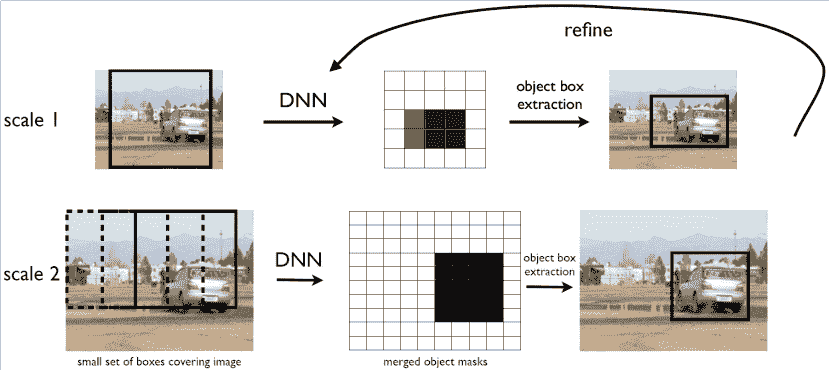 refine
scale 1
DNN
object box
extraction
scale 2
DNN
object box
extraction
small set of boxes covering image
merged object masks